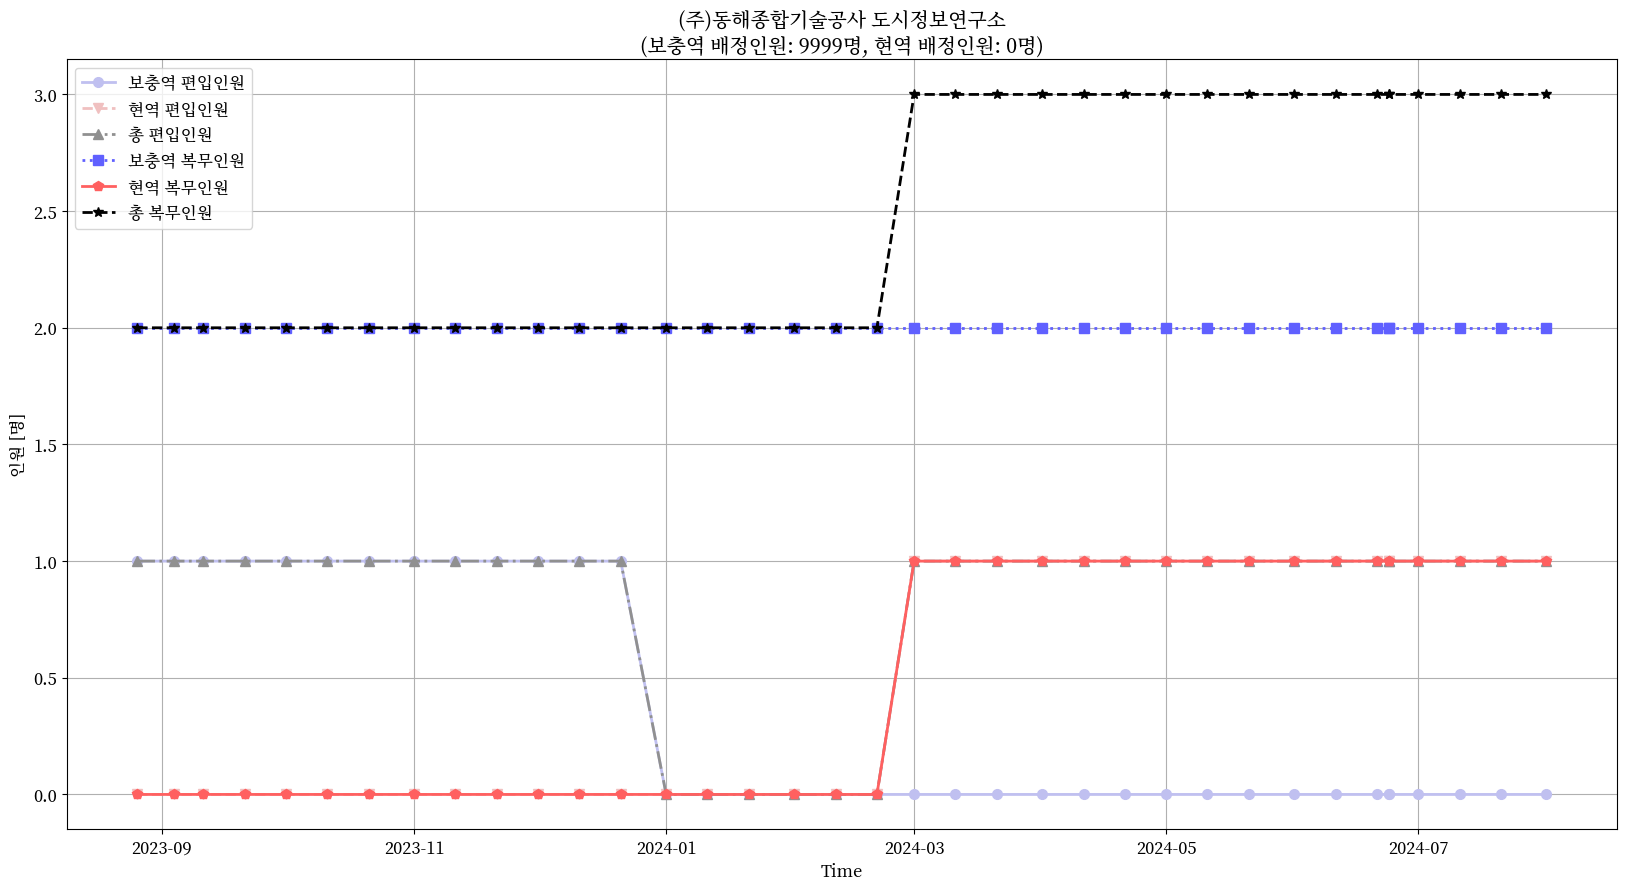 (주)동해종합기술공사 도시정보연구소
(보충역 배정인원: 9999명, 현역 배정인원: 0명)
보충역 편입인원
현역 편입인원
총 편입인원
보충역 복무인원
현역 복무인원
총 복무인원
3.0
2.5
2.0
1.5
1.0
0.5
0.0
인원 [명]
2023-09
2023-11
2024-01
2024-03
2024-05
2024-07
Time